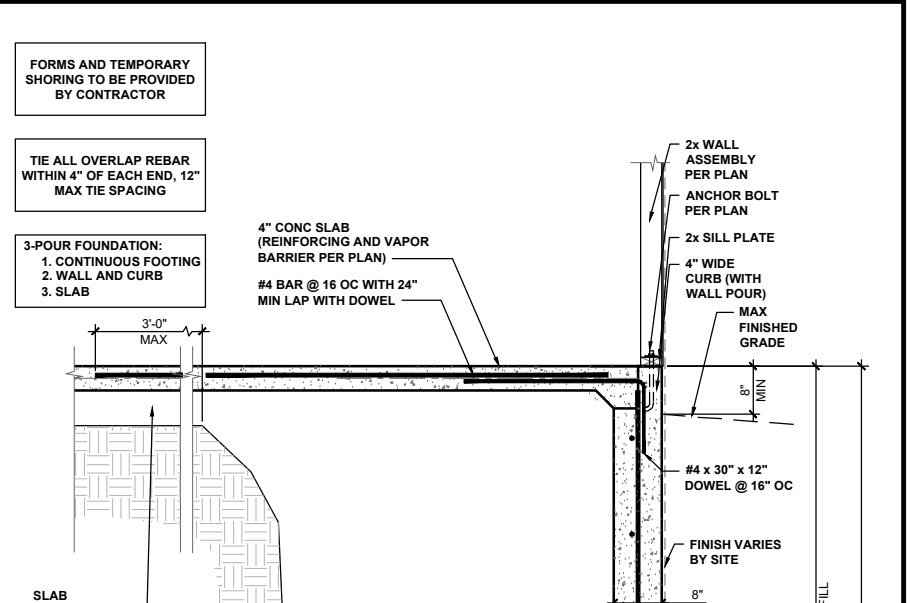 FORMS AND TEMPORARY
SHORING TO BE PROVIDED
BY CONTRACTOR
TIE ALL OVERLAP REBAR
WITHIN 4" OF EACH END, 12"
MAX TIE SPACING
3-POUR FOUNDATION:
1. CONTINUOUS FOOTING
2. WALL AND CURB
3. SLAB
4" CONC SLAB
(REINFORCING AND VAPOR
BARRIER PER PLAN)
#4 BAR @ 16 OC WITH 24"
MIN LAP WITH DOWEL
3'-0"
MAX
2x WALL
ASSEMBLY
PER PLAN
ANCHOR BOLT
PER PLAN
2x SILL PLATE
4" WIDE
CURB (WITH
WALL POUR)
MAX
FINISHED
GRADE
8"
MIN
#4 x 30" x 12"
DOWEL @ 16" OC
FINISH VARIES
BY SITE
8"
FILL
SLAB